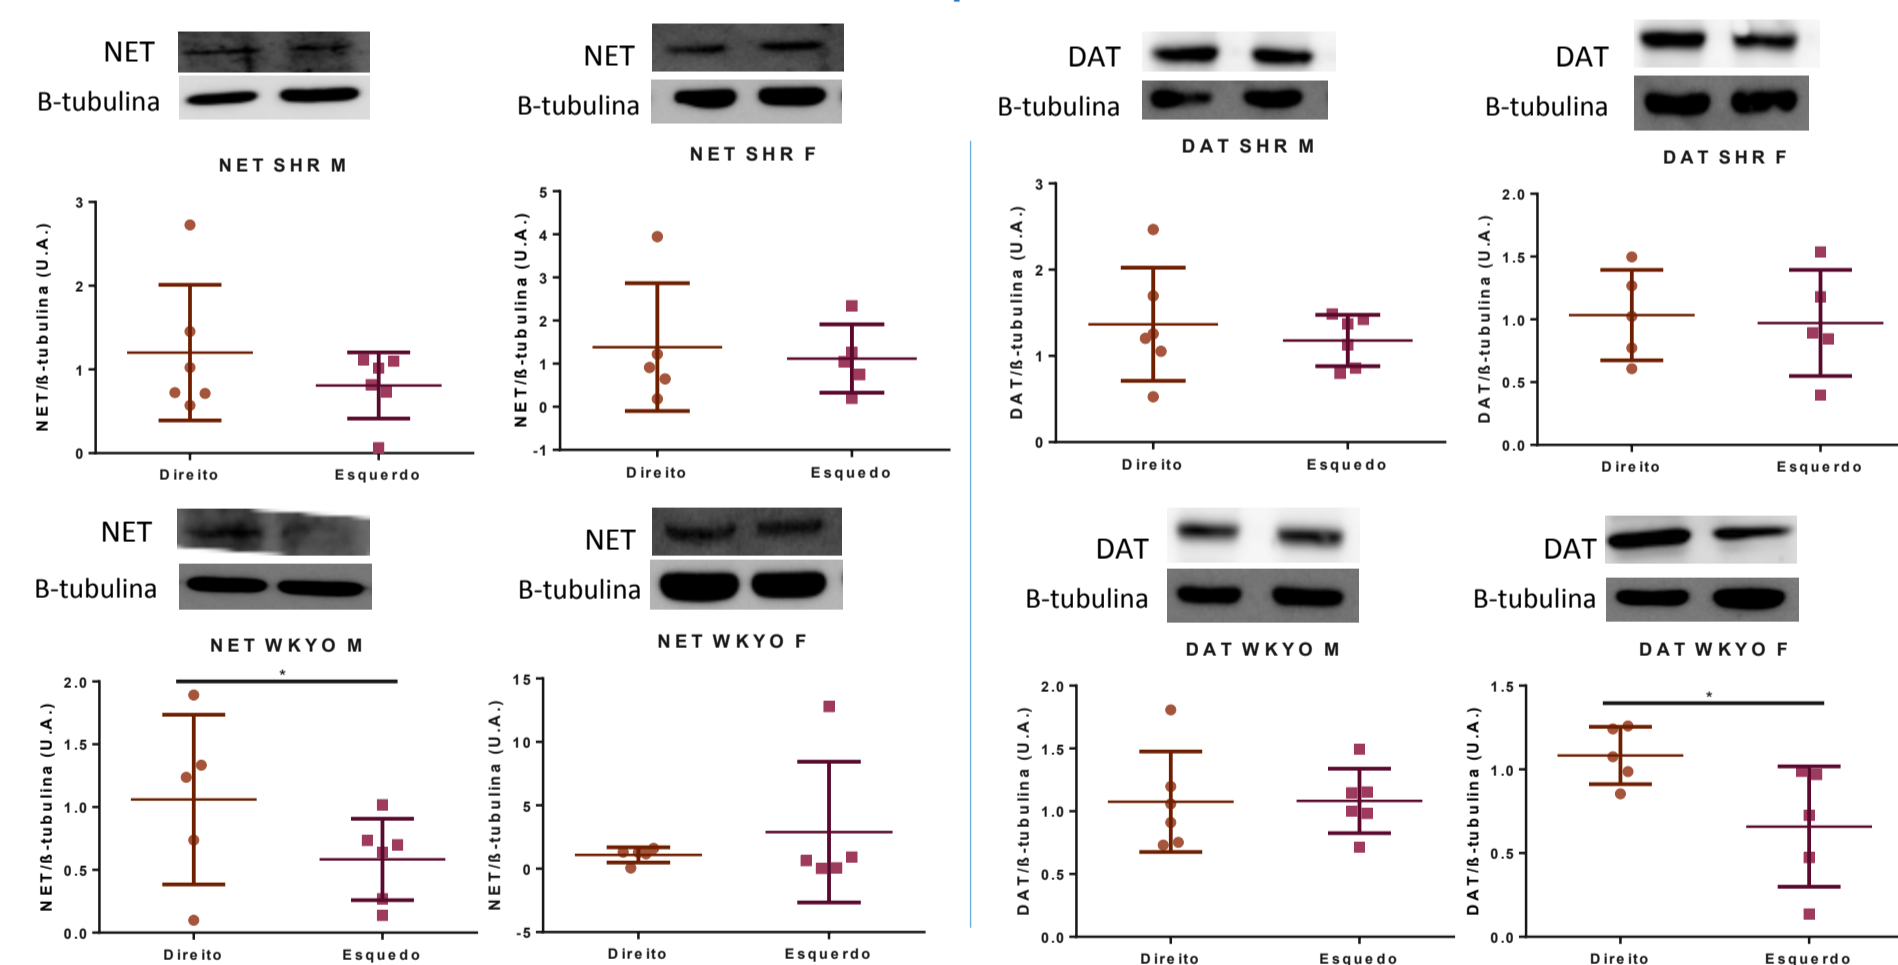 NET
B-tubulina
NET SHR M
NET/ß-tubulina (U.A.)
3
2
1
0
Direito
Esquerdo
NET
B-tubulina
NET SHR F
NET/ß-tubulina (U.A.)
5
4
3
2
1
0
-1
Direito
Esquedo
DAT
B-tubulina
DAT SHR M
DAT/ß-tubulina (U.A.)
3
2
1
0
Direito
Esquedo
DAT
B-tubulina
DAT SHR F
DAT/ß-tubulina (U.A.)
2.0
1.5
1.0
0.5
0.0
Direito
Esquerdo
NET
B-tubulina
NET WKYO M
*
NET/ß-tubulina (U.A.)
2.0
1.5
1.0
0.5
0.0
Direito
Esquedo
NET
B-tubulina
NET WKYO F
NET/ß-tubulina (U.A.)
15
10
5
0
-5
Direito
Esquerdo
DAT
B-tubulina
DAT WKYO M
DAT/ß-tubulina (U.A.)
2.0
1.5
1.0
0.5
0.0
Direito
Esquedo
DAT
B-tubulina
DAT WKYO F
*
DAT/ß-tubulina (U.A.)
1.5
1.0
0.5
0.0
Direito
Esquerdo